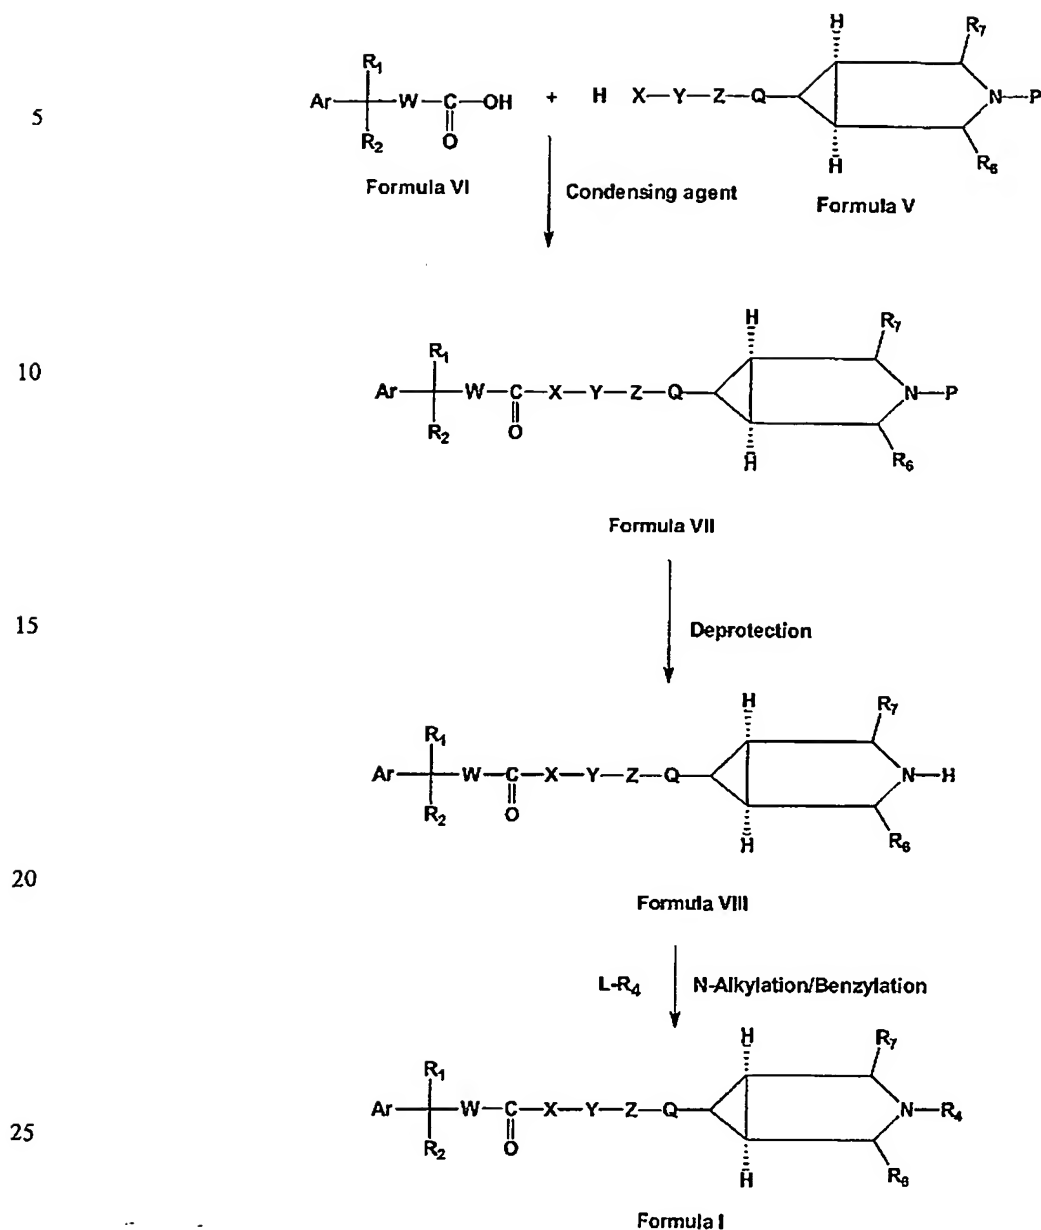 H R₇
R₁
Ar—W—C—OH + H X—Y—Z—Q N—P
5
R₂ O
H R₆
Formula VI Formula V
Condensing agent
H R₇
10
R₁
Ar—W—C—X—Y—Z—Q N—P
R₂ O
H R₆
Formula VII
15
Deprotection
H R₇
R₁
Ar—W—C—X—Y—Z—Q N—H
R₂ O
H R₆
20
Formula VIII
L-R₄ N-Alkylation/Benzylation
H R₇
R₁
Ar—W—C—X—Y—Z—Q N—R₄
25
R₂ O
H R₆
Formula I